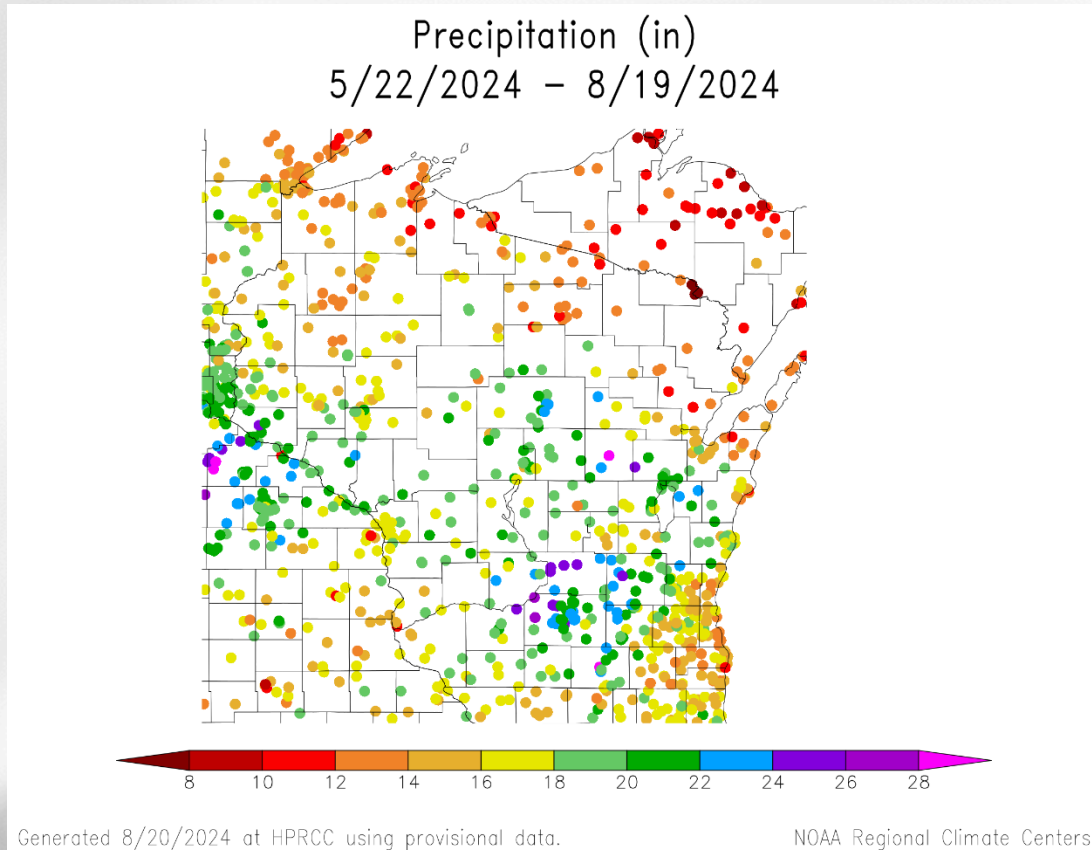 Precipitation (in)
5/22/2024 – 8/19/2024
8 10 12 14 16 18 20 22 24 26 28
Generated 8/20/2024 at HPRCC using provisional data.
NOAA Regional Climate Centers